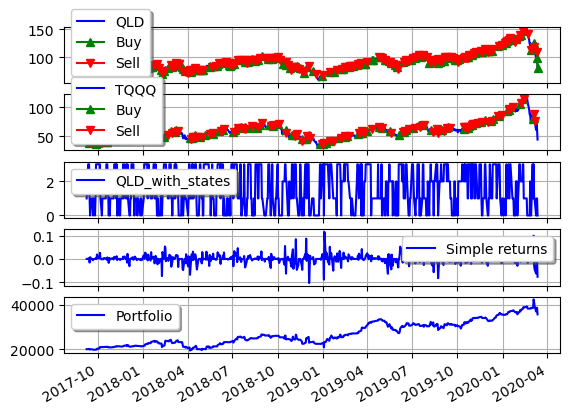 QLD
Buy
Sell
150
100
TQQQ
Buy
Sell
100
50
QLD_with_states
2
0
Simple returns
0.1
0.0
−0.1
Portfolio
40000
20000
2017-10
2018-01
2018-04
2018-07
2018-10
2019-01
2019-04
2019-07
2019-10
2020-01
2020-04